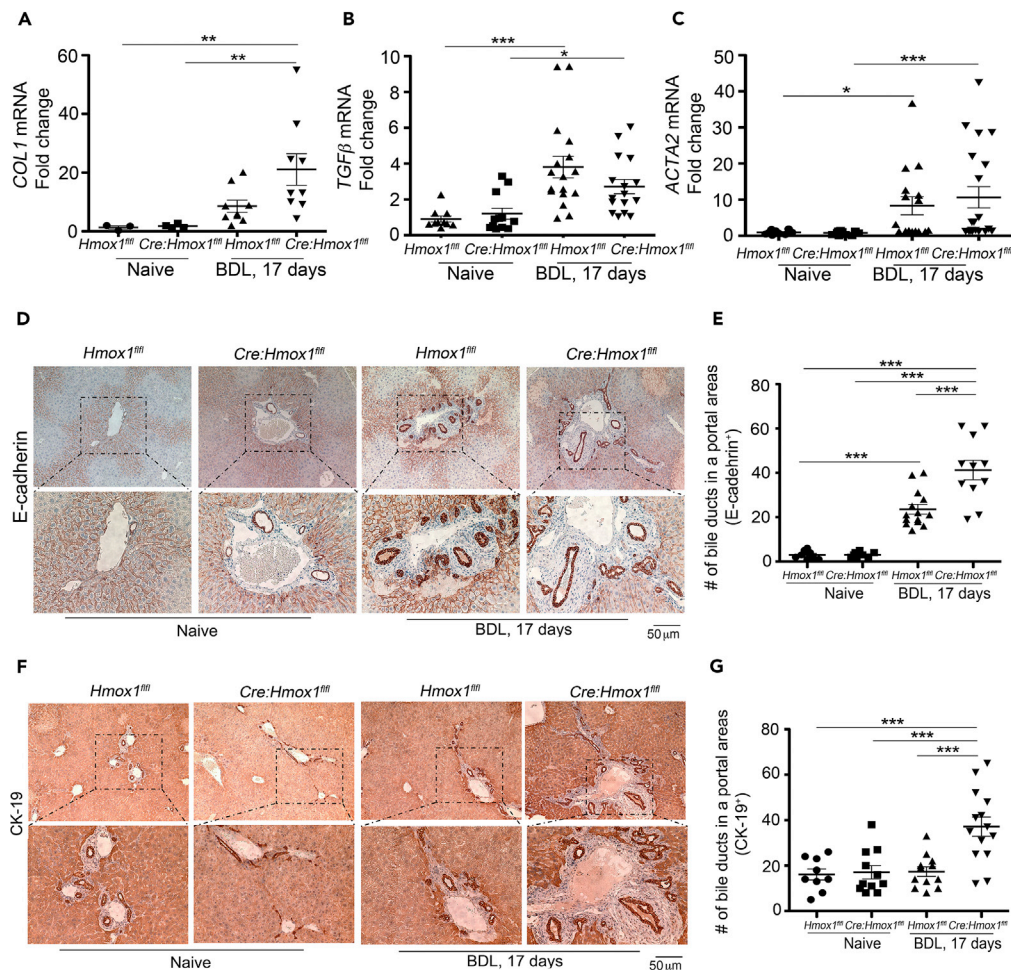 A
B
C
**
**
60
40
20
0
COL1 mRNA
Fold change
Hmox1fl/fl Cre:Hmox1fl/fl Hmox1fl/fl Cre:Hmox1fl/fl
Naive BDL, 17 days
***
*
10
8
6
4
2
0
TGFβ mRNA
Fold change
Hmox1fl/fl Cre:Hmox1fl/fl Hmox1fl/fl Cre:Hmox1fl/fl
Naive BDL, 17 days
***
*
50
40
30
20
10
0
ACTA2 mRNA
Fold change
Hmox1fl/fl Cre:Hmox1fl/fl Hmox1fl/fl Cre:Hmox1fl/fl
Naive BDL, 17 days
D
Hmox1fl/fl Cre:Hmox1fl/fl Hmox1fl/fl Cre:Hmox1fl/fl
E-cadherin
Naive BDL, 17 days
50 μm
E
***
***
***
***
80
60
40
20
0
# of bile ducts in a portal areas
(E-cadehrin+)
Hmox1fl/fl Cre:Hmox1fl/fl Hmox1fl/fl Cre:Hmox1fl/fl
Naive BDL, 17 days
F
Hmox1fl/fl Cre:Hmox1fl/fl Hmox1fl/fl Cre:Hmox1fl/fl
CK-19
Naive BDL, 17 days
50 μm
G
***
***
***
80
60
40
20
0
# of bile ducts in a portal areas
(CK-19+)
Hmox1fl/fl Cre:Hmox1fl/fl Hmox1fl/fl Cre:Hmox1fl/fl
Naive BDL, 17 days